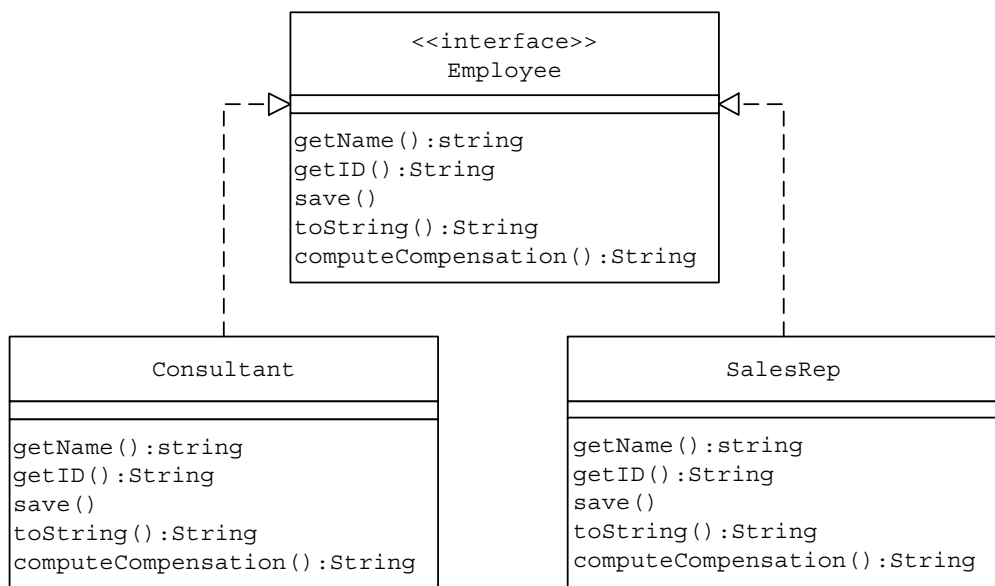 <<interface>>
Employee
getName():string
getID():String
save()
toString():String
computeCompensation():String
Consultant
getName():string
getID():String
save()
toString():String
computeCompensation():String
SalesRep
getName():string
getID():String
save()
toString():String
computeCompensation():String